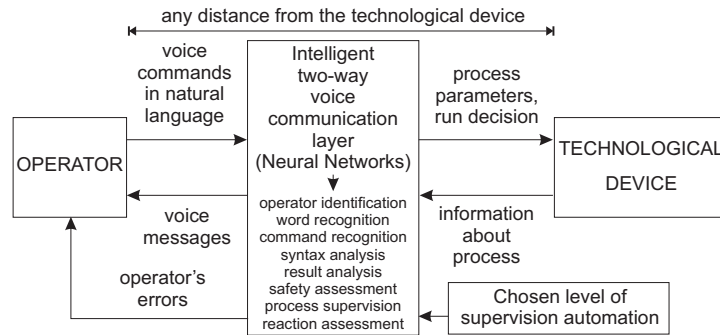 any distance from the technological device
voice
commands
in natural
language
Intelligent
two-way
voice
communication
layer
(Neural Networks)
process
parameters,
run decision
OPERATOR
TECHNOLOGICAL
DEVICE
operator identification
word recognition
command recognition
syntax analysis
result analysis
safety assessment
process supervision
reaction assessment
voice
messages
information
about
process
operator's
errors
Chosen level of
supervision automation